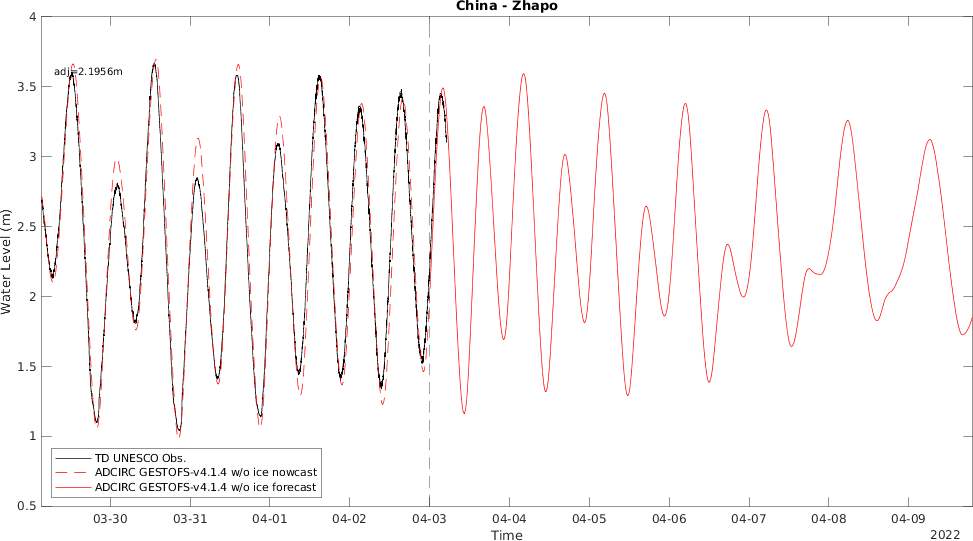 China - Zhapo
4
adj=2.1956m
3.5
3
2.5
2
1.5
1
0.5
Water Level (m)
TD UNESCO Obs.
ADCIRC GESTOFS-v4.1.4 w/o ice nowcast
ADCIRC GESTOFS-v4.1.4 w/o ice forecast
03-30 03-31 04-01 04-02 04-03 04-04 04-05 04-06 04-07 04-08 04-09
Time
2022